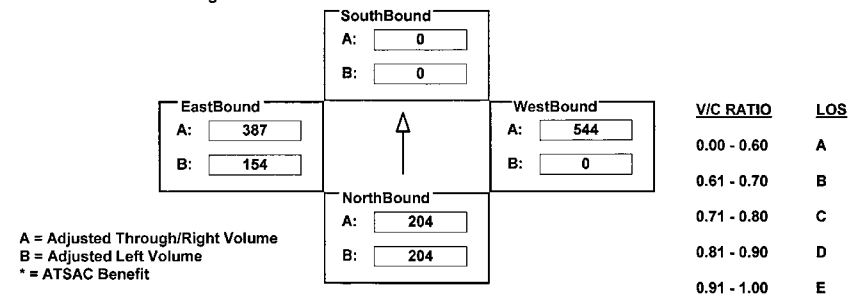 SouthBound
A: 0
B: 0
EastBound
A: 387
B: 154
WestBound
A: 544
B: 0
NorthBound
A: 204
B: 204
A = Adjusted Through/Right Volume
B = Adjusted Left Volume
* = ATSAC Benefit
V/C RATIO LOS
0.00 - 0.60 A
0.61 - 0.70 B
0.71 - 0.80 C
0.81 - 0.90 D
0.91 - 1.00 E